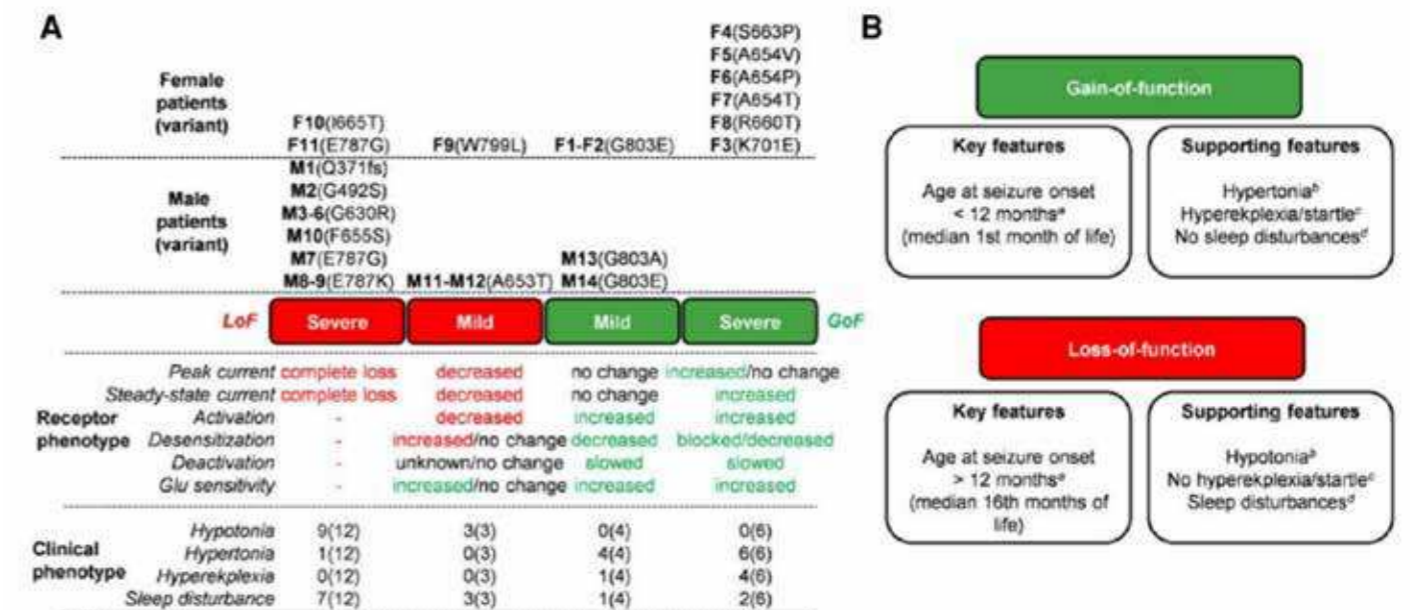 A
Female patients (variant)
F10(I665T)
F11(E787G)
F9(W799L)
F1-F2(G803E)
F4(S663P)
F5(A654V)
F6(A654P)
F7(A654T)
F8(R660T)
F3(K701E)
Male patients (variant)
M1(Q371fs)
M2(G492S)
M3-6(G630R)
M10(F655S)
M7(E787G)
M8-9(E787K)
M11-M12(A653T)
M13(G803A)
M14(G803E)
LoF Severe Mild Mild Severe GoF
Receptor phenotype
Peak current complete loss decreased no change increased/no change
Steady-state current complete loss decreased no change increased
Activation - decreased increased increased
Desensitization - increased/no change decreased blocked/decreased
Deactivation - unknown/no change slowed slowed
Glu sensitivity - increased/no change increased increased
Clinical phenotype
Hypotonia 9(12) 3(3) 0(4) 0(6)
Hypertonia 1(12) 0(3) 4(4) 6(6)
Hyperekplexia 0(12) 0(3) 1(4) 4(6)
Sleep disturbance 7(12) 3(3) 1(4) 2(6)
B
Gain-of-function
Key features
Age at seizure onset
< 12 monthsᵃ
(median 1st month of life)
Supporting features
Hypertoniaᵇ
Hyperekplexia/startleᶜ
No sleep disturbancesᵈ
Loss-of-function
Key features
Age at seizure onset
> 12 monthsᵃ
(median 16th months of
life)
Supporting features
Hypotoniaᵇ
No hyperekplexia/startleᶜ
Sleep disturbancesᵈ